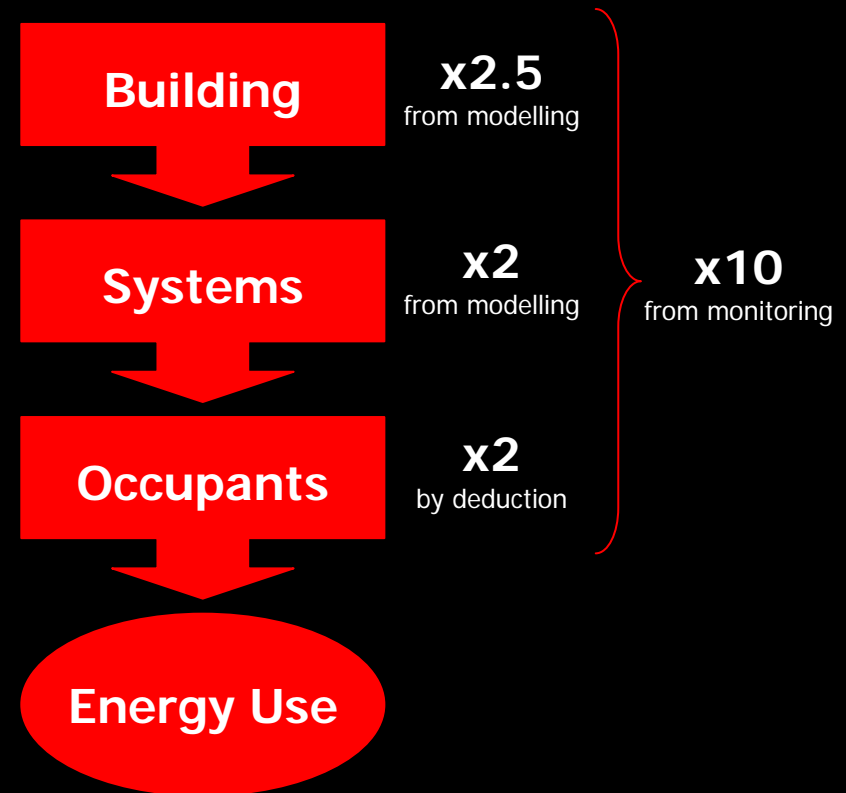 Building
x2.5
from modelling
Systems
x2
from modelling
x10
from monitoring
Occupants
x2
by deduction
Energy Use